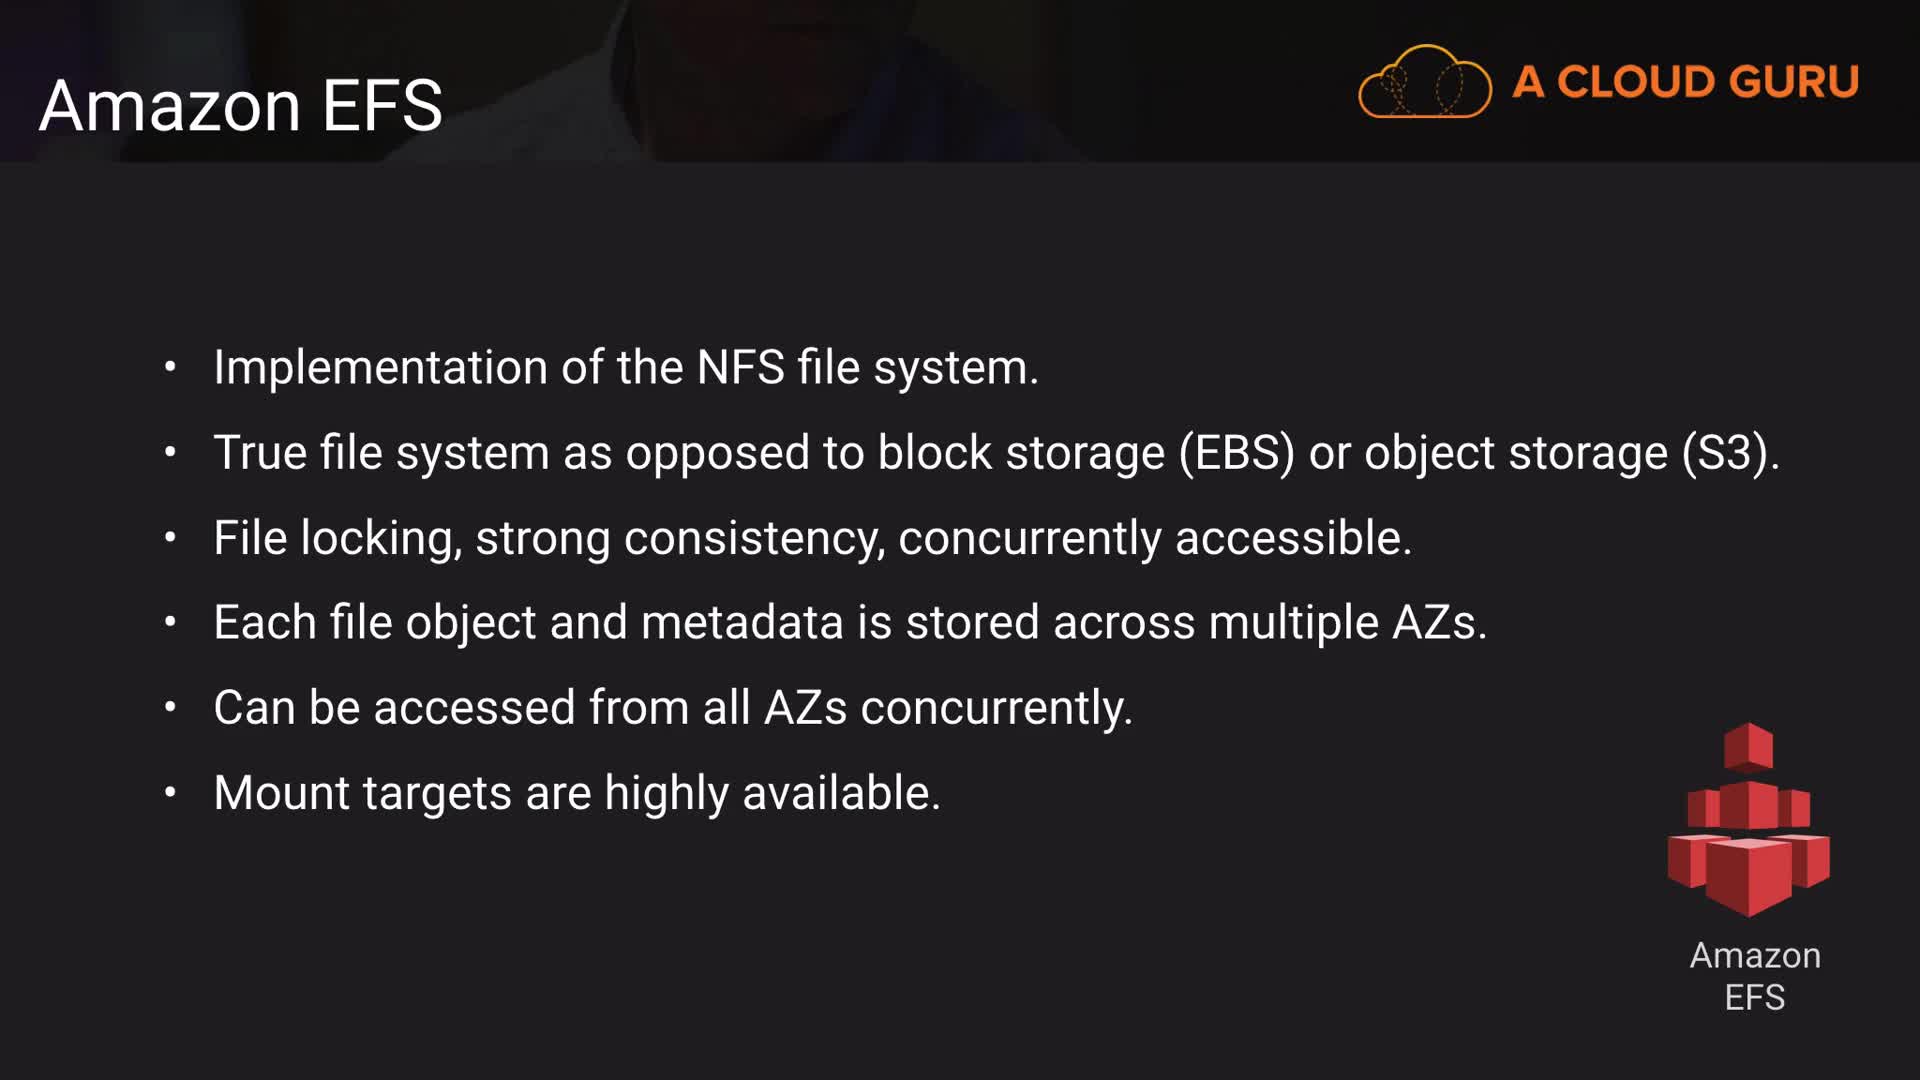 Amazon EFS
A CLOUD GURU
• Implementation of the NFS file system.
• True file system as opposed to block storage (EBS) or object storage (S3).
• File locking, strong consistency, concurrently accessible.
• Each file object and metadata is stored across multiple AZs.
• Can be accessed from all AZs concurrently.
• Mount targets are highly available.
Amazon
EFS